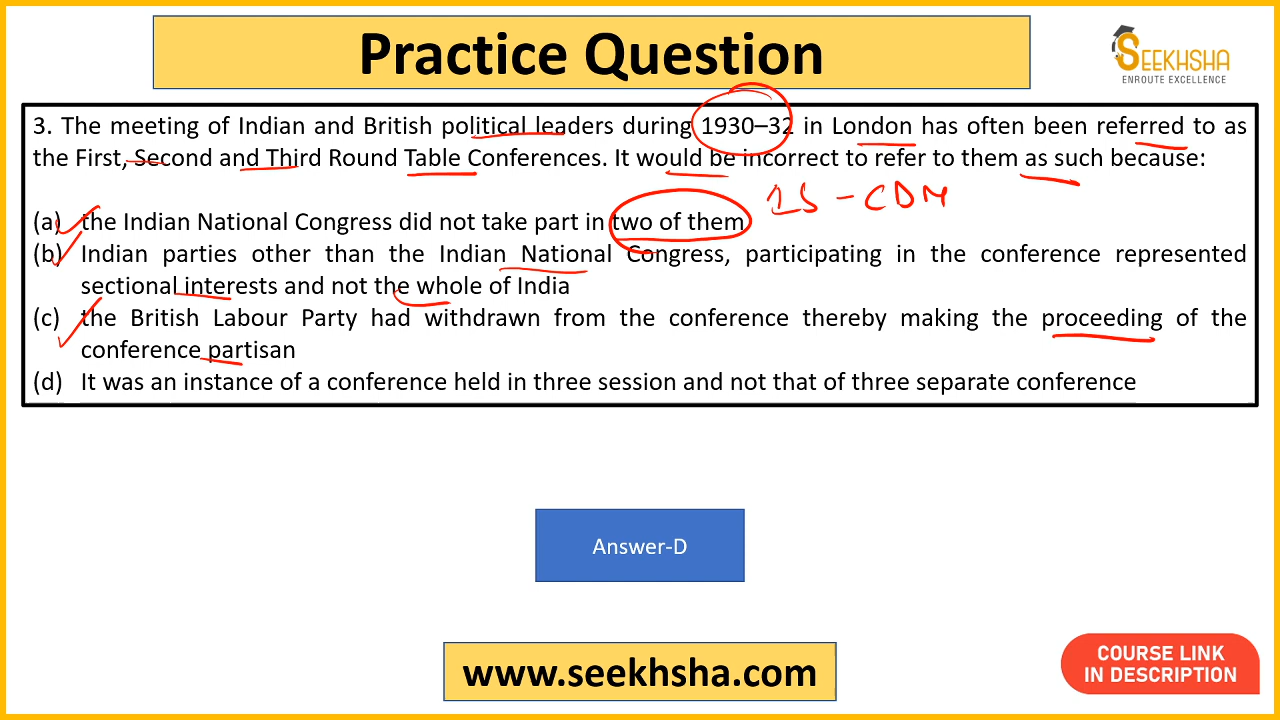 Practice Question
SEEKHSHA
ENROUTE EXCELLENCE
3. The meeting of Indian and British political leaders during 1930–32 in London has often been referred to as
the First, Second and Third Round Table Conferences. It would be incorrect to refer to them as such because:
(a) the Indian National Congress did not take part in two of them
(b) Indian parties other than the Indian National Congress, participating in the conference represented
sectional interests and not the whole of India
(c) the British Labour Party had withdrawn from the conference thereby making the proceeding of the
conference partisan
(d) It was an instance of a conference held in three session and not that of three separate conference
Answer-D
www.seekhsha.com
COURSE LINK
IN DESCRIPTION